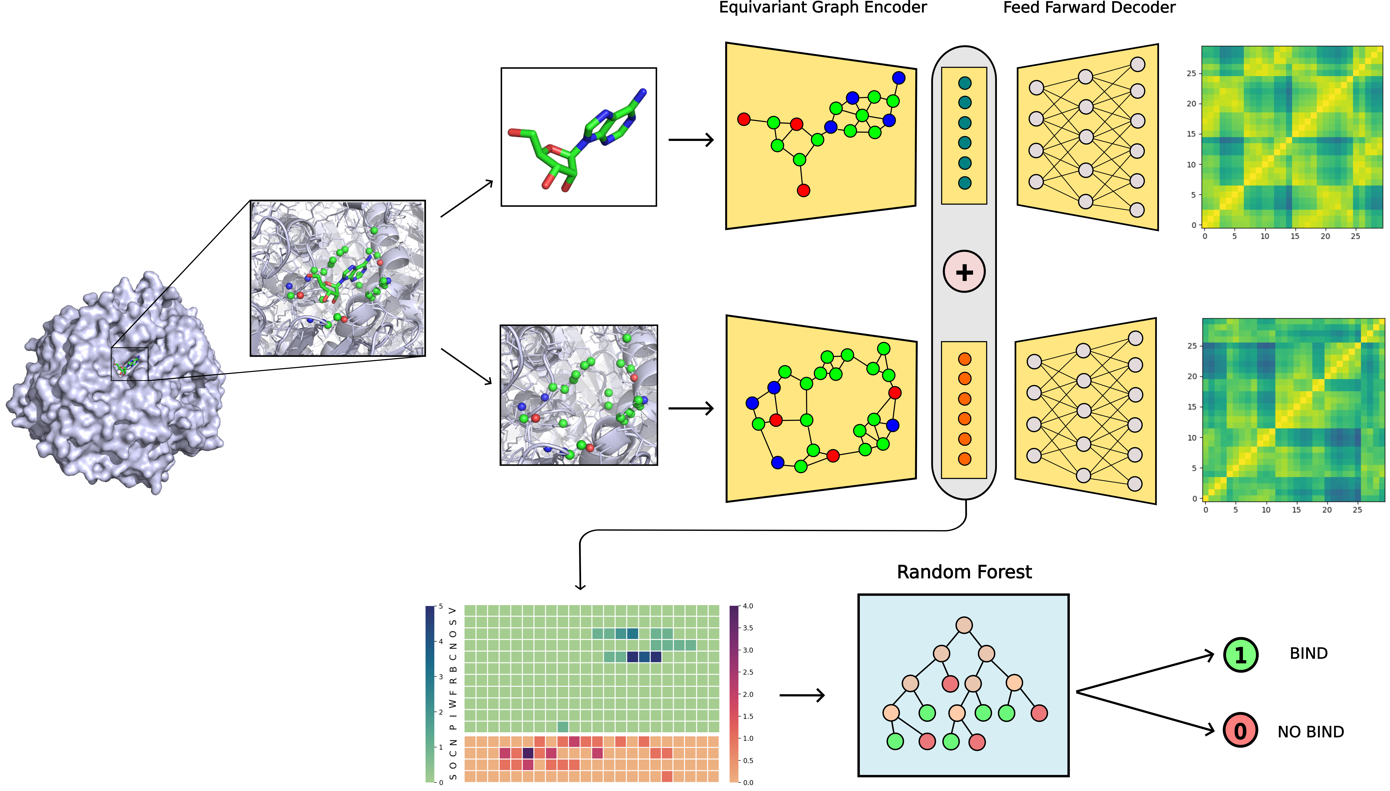 Equivariant Graph Encoder
Feed Farward Decoder
25
20
15
10
5
0
0 5 10 15 20 25
+
25
20
15
10
5
0
0 5 10 15 20 25
Random Forest
5
4
3
2
1
0
V
S
O
N
C
B
R
F
W
I
P
N
C
O
S
4.0
3.5
3.0
2.5
2.0
1.5
1.0
0.5
0.0
1 BIND
0 NO BIND